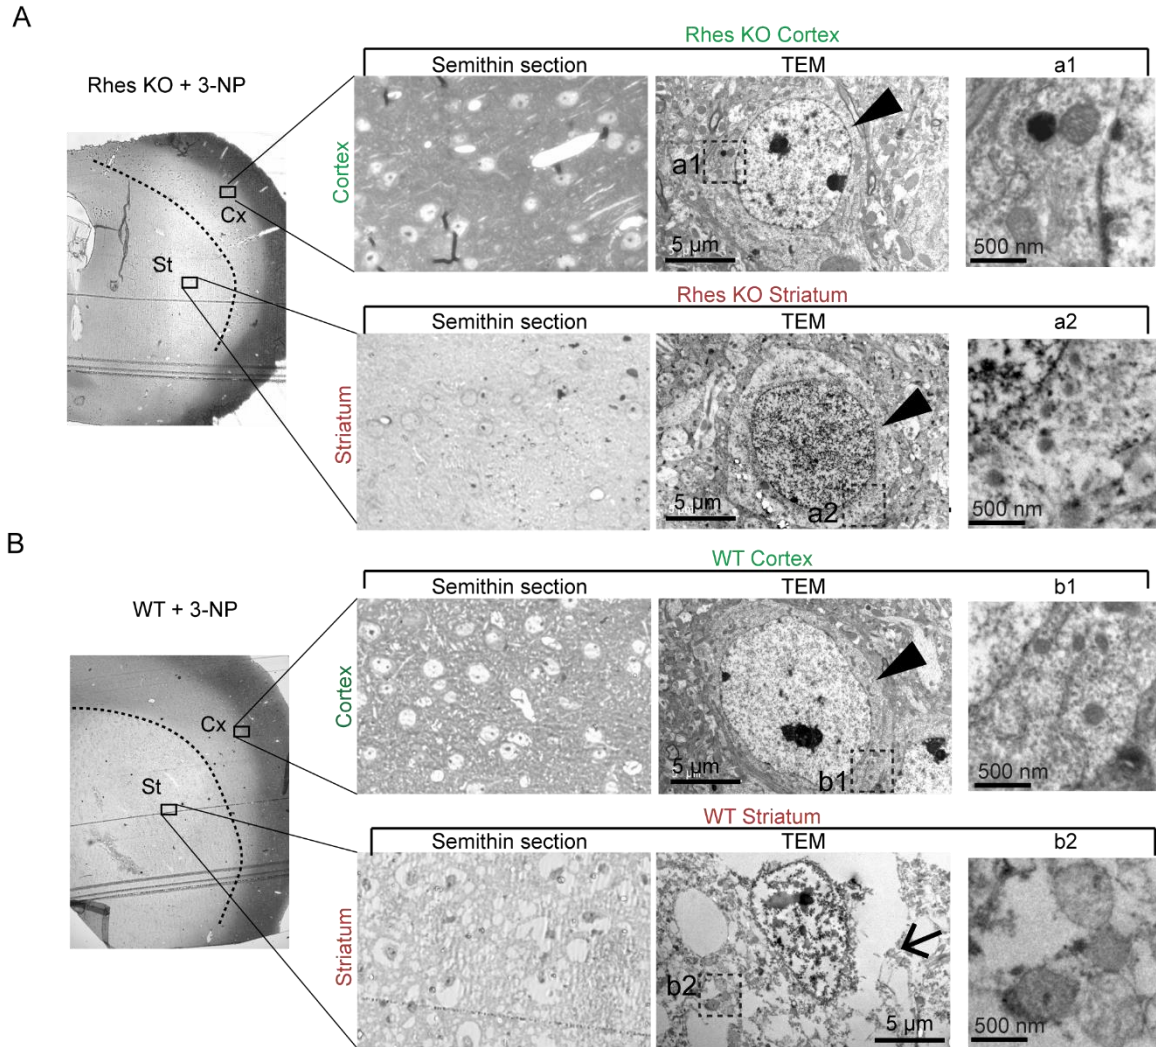 A
Rhes KO + 3-NP
Cx
St
Rhes KO Cortex
Semithin section TEM a1
Cortex
a1
5 µm
500 nm
Rhes KO Striatum
Semithin section TEM a2
Striatum
a2
5 µm
500 nm
B
WT + 3-NP
Cx
St
WT Cortex
Semithin section TEM b1
Cortex
b1
5 µm
500 nm
WT Striatum
Semithin section TEM b2
Striatum
b2
5 µm
500 nm